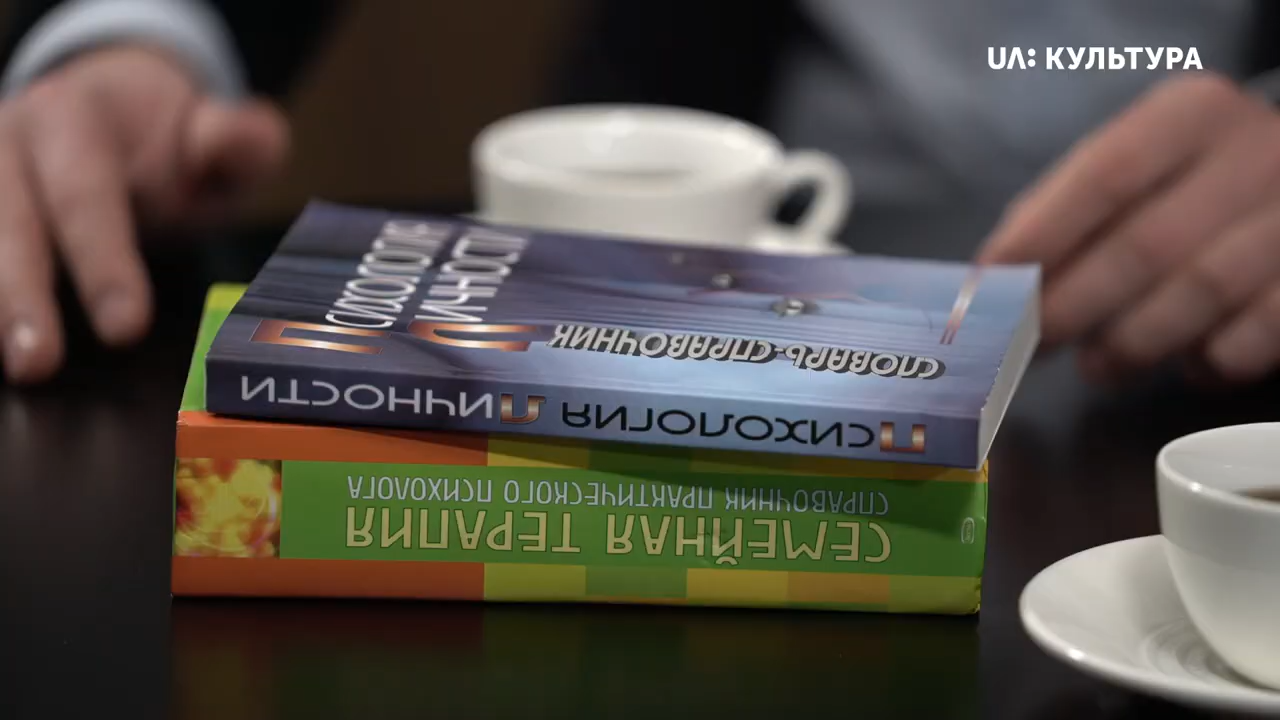 UA: КУЛЬТУРА
Психология
Личности
СЛОВАРЬ-СПРАВОЧНИК
Психология Личности
СЕМЕЙНАЯ ТЕРАПИЯ
СПРАВОЧНИК ПРАКТИЧЕСКОГО ПСИХОЛОГА